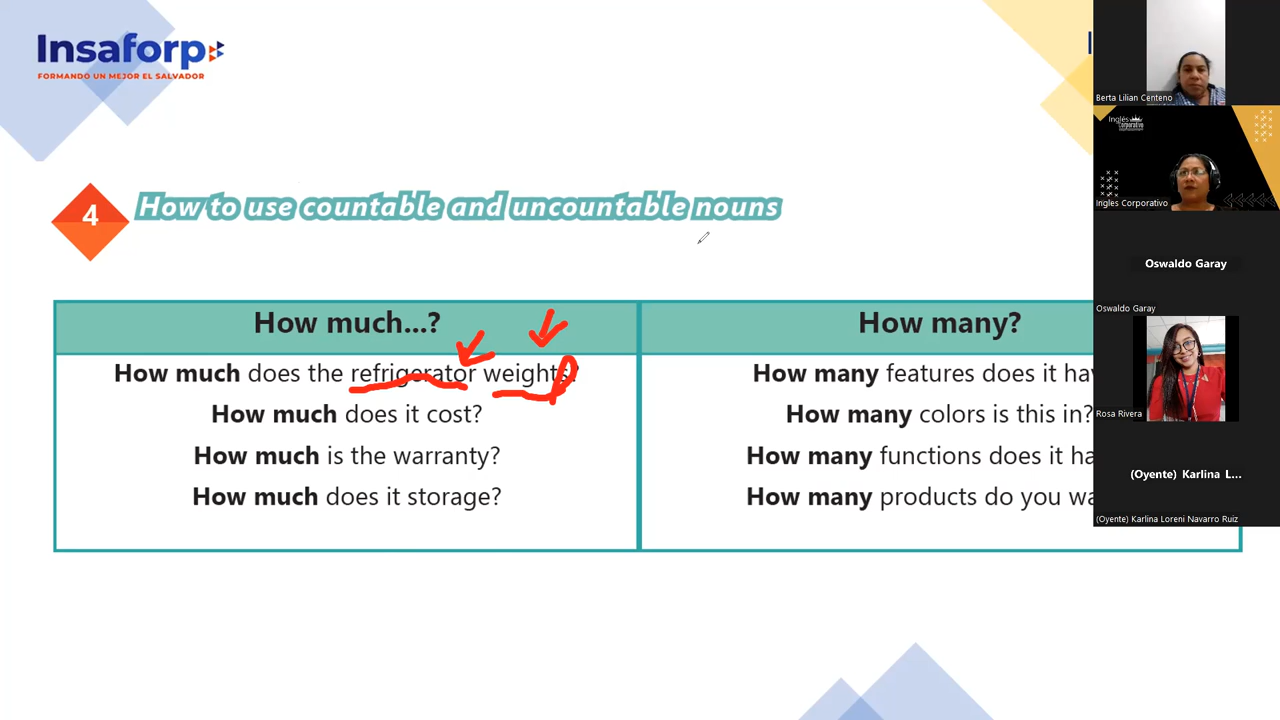 Insaforp
FORMANDO UN MEJOR EL SALVADOR
4
How to use countable and uncountable nouns
How much...?
How much does the refrigerator weights?
How much does it cost?
How much is the warranty?
How much does it storage?
How many?
How many features does it hav
How many colors is this in?
How many functions does it ha
How many products do you wa
Berta Lilian Centeno
Inglés
Corporativo
Ingles Corporativo
Oswaldo Garay
Oswaldo Garay
Rosa Rivera
(Oyente) Karlina L...
(Oyente) Karlina Loreni Navarro Ruiz